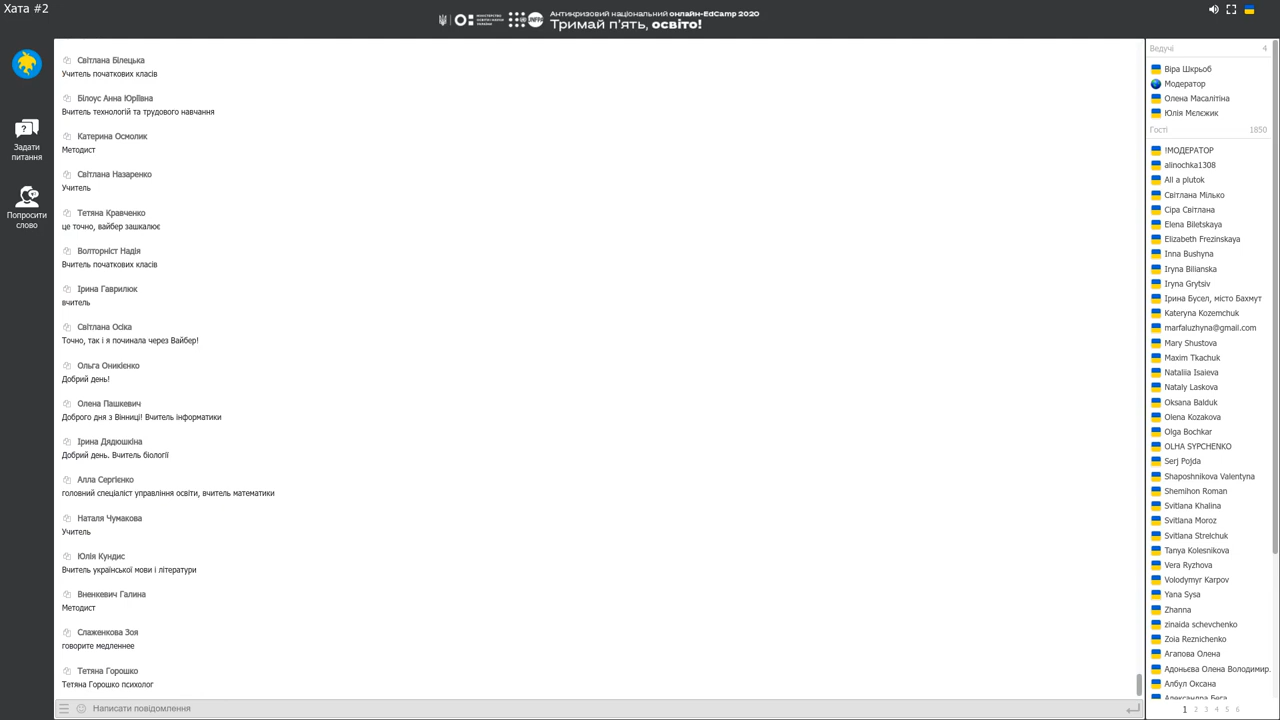 Хата #2
МІНІСТЕРСТВО
ОСВІТИ І НАУКИ
УКРАЇНИ
Антикризовий національний онлайн-EdCamp 2020
Тримай п'ять, освіто!
Задати
питання
Попросити
слово
Світлана Білецька
Учитель початкових класів
Білоус Анна Юріївна
Вчитель технологій та трудового навчання
Катерина Осмолик
Методист
Світлана Назаренко
Учитель
Тетяна Кравченко
це точно, вайбер зашкалює
Волторніст Надія
Вчитель початкових класів
Ірина Гаврилюк
вчитель
Світлана Осіка
Точно, так і я починала через Вайбер!
Ольга Оникієнко
Добрий день!
Олена Пашкевич
Доброго дня з Вінниці! Вчитель інформатики
Ірина Дядюшкіна
Добрий день. Вчитель біології
Алла Сергієнко
головний спеціаліст управління освіти, вчитель математики
Наталя Чумакова
Учитель
Юлія Кундис
Вчитель української мови і літератури
Вненкевич Галина
Методист
Слаженкова Зоя
говорите медленнее
Тетяна Горошко
Тетяна Горошко психолог
Написати повідомлення
Ведучі 4
Віра Шкрьоб
Модератор
Олена Масалітіна
Юлія Мєлєжик
Гості 1850
!МОДЕРАТОР
alinochka1308
All a plutok
Світлана Мілько
Сіра Світлана
Elena Biletskaya
Elizabeth Frezinskaya
Inna Bushyna
Iryna Bilianska
Iryna Grytsiv
Ірина Бусел, місто Бахмут
Kateryna Kozemchuk
marfaluzhyna@gmail.com
Mary Shustova
Maxim Tkachuk
Nataliia Isaieva
Nataly Laskova
Oksana Balduk
Olena Kozakova
Olga Bochkar
OLHA SYPCHENKO
Serj Pojda
Shaposhnikova Valentyna
Shemihon Roman
Svitlana Khalina
Svitlana Moroz
Svitlana Strelchuk
Tanya Kolesnikova
Vera Ryzhova
Volodymyr Karpov
Yana Sysa
Zhanna
zinaida schevchenko
Zoia Reznichenko
Агапова Олена
Адоньєва Олена Володимир.
Албул Оксана
Александра Бега
1 2 3 4 5 6